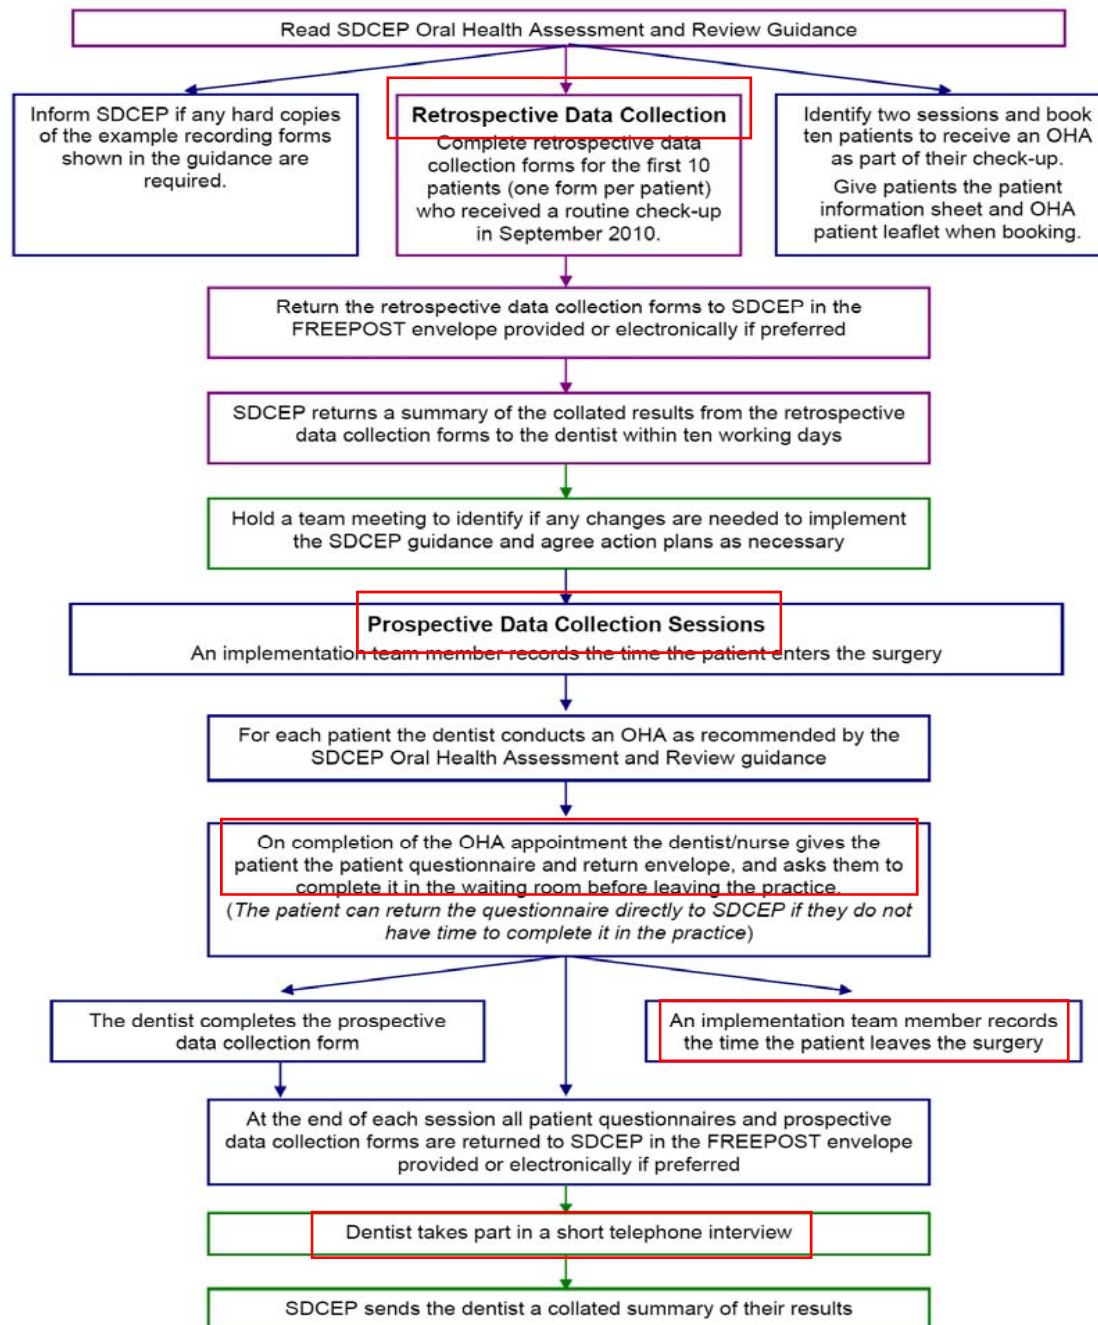 Read SDCEP Oral Health Assessment and Review Guidance
Inform SDCEP if any hard copies
of the example recording forms
shown in the guidance are
required.
Retrospective Data Collection
Complete retrospective data
collection forms for the first 10
patients (one form per patient)
who received a routine check-up
in September 2010.
Identify two sessions and book
ten patients to receive an OHA
as part of their check-up.
Give patients the patient
information sheet and OHA
patient leaflet when booking.
Return the retrospective data collection forms to SDCEP in the
FREEPOST envelope provided or electronically if preferred
SDCEP returns a summary of the collated results from the retrospective
data collection forms to the dentist within ten working days
Hold a team meeting to identify if any changes are needed to implement
the SDCEP guidance and agree action plans as necessary
Prospective Data Collection Sessions
An implementation team member records the time the patient enters the surgery
For each patient the dentist conducts an OHA as recommended by the
SDCEP Oral Health Assessment and Review guidance
On completion of the OHA appointment the dentist/nurse gives the
patient the patient questionnaire and return envelope, and asks them to
complete it in the waiting room before leaving the practice.
(The patient can return the questionnaire directly to SDCEP if they do not
have time to complete it in the practice)
The dentist completes the prospective
data collection form
An implementation team member records
the time the patient leaves the surgery
At the end of each session all patient questionnaires and prospective
data collection forms are returned to SDCEP in the FREEPOST envelope
provided or electronically if preferred
Dentist takes part in a short telephone interview
SDCEP sends the dentist a collated summary of their results